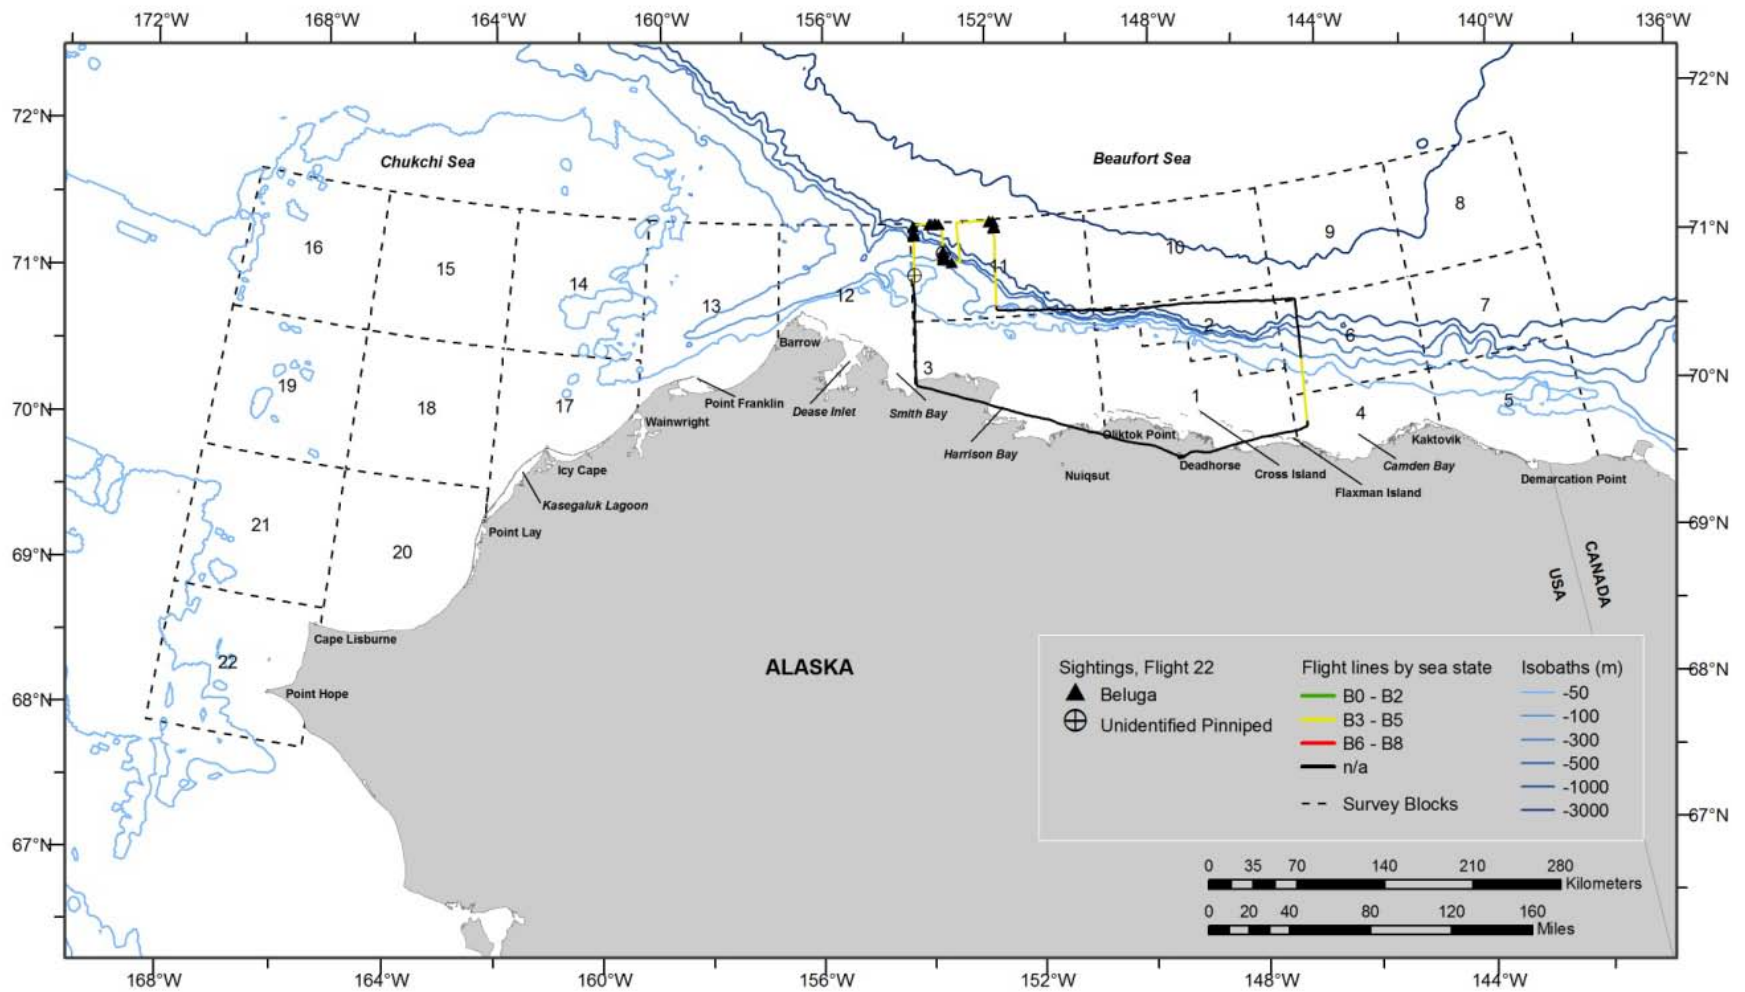 172°W 168°W 164°W 160°W 156°W 152°W 148°W 144°W 140°W 136°W
72°N 72°N
Chukchi Sea Beaufort Sea
8
9
71°N
16 10
15 11
71°N
14
12
13 7
2 6
Barrow
3 70°N
19
18 17 1 5
70°N
4
Point Franklin
Dease Inlet Smith Bay
Wainwright
Oliktok Point Kaktovik
Harrison Bay
Icy Cape Deadhorse Camden Bay
Nuiqsut Cross Island Demarcation Point
Flaxman Island
Kasegaluk Lagoon
21 69°N
Point Lay
69°N 20
CANADA
USA
Cape Lisburne
22 ALASKA 68°N
Point Hope
68°N
Sightings, Flight 22
Beluga
Unidentified Pinniped
Flight lines by sea state
B0 - B2
B3 - B5
B6 - B8
n/a
Survey Blocks
Isobaths (m)
-50
-100
-300
-500
-1000
-3000
67°N
67°N
0 35 70 140 210 280
Kilometers
0 20 40 80 120 160
Miles
168°W 164°W 160°W 156°W 152°W 148°W 144°W